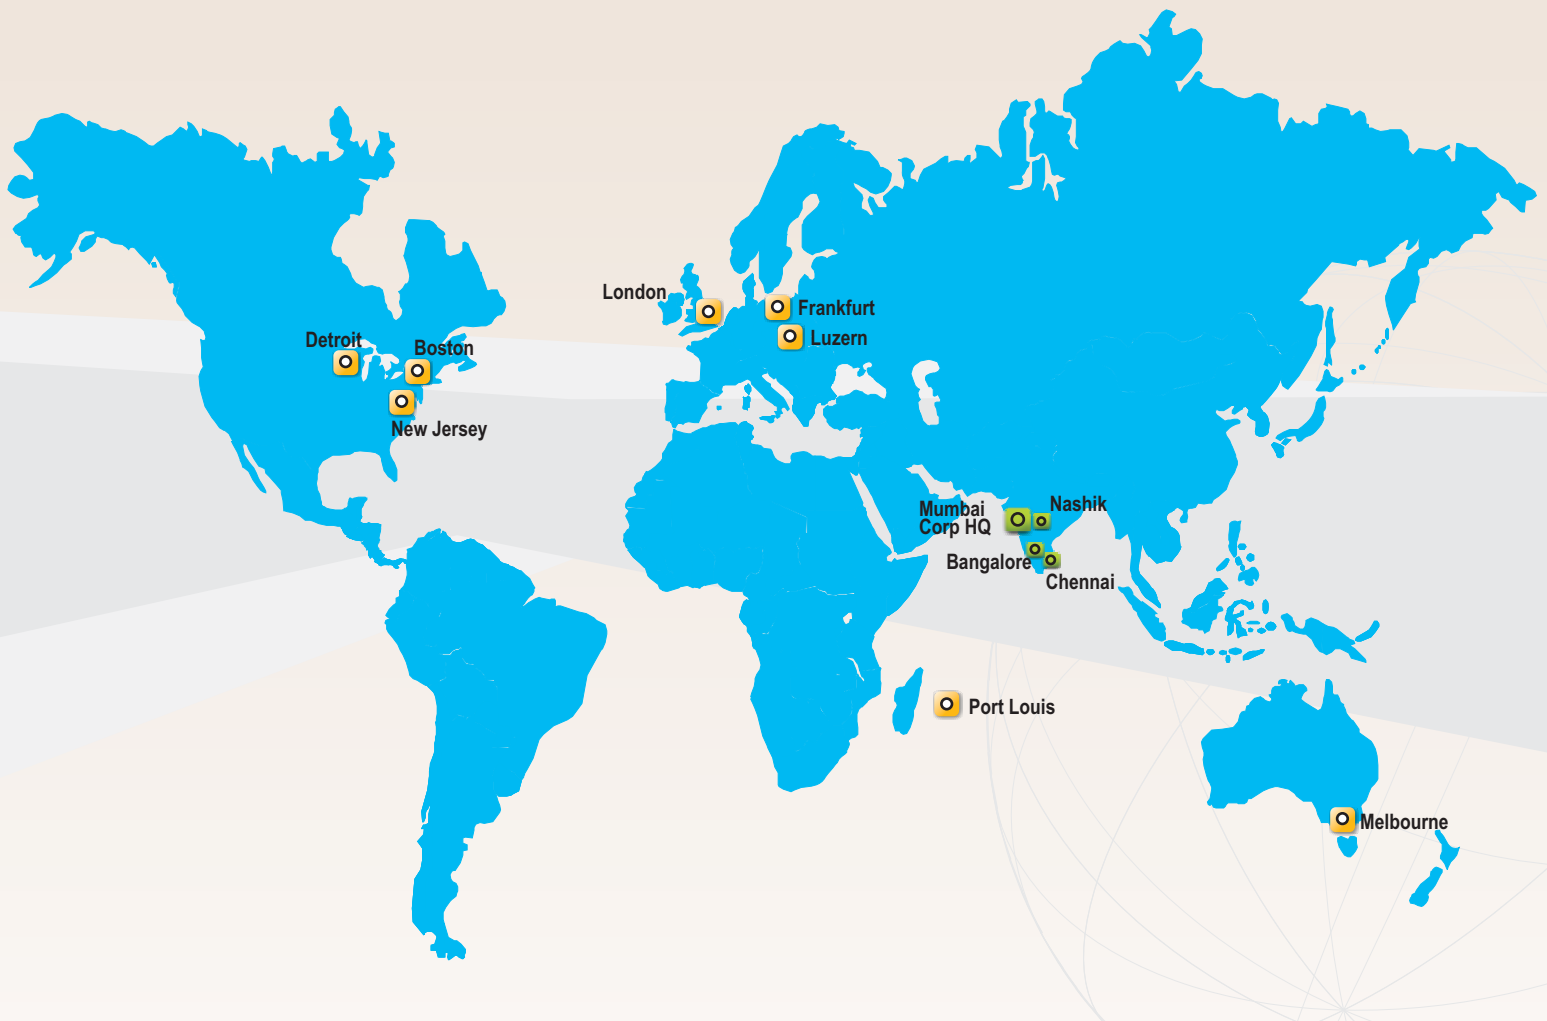 London
Frankfurt
Luzern
Detroit
Boston
New Jersey
Mumbai
Corp HQ
Nashik
Bangalore
Chennai
Port Louis
Melbourne